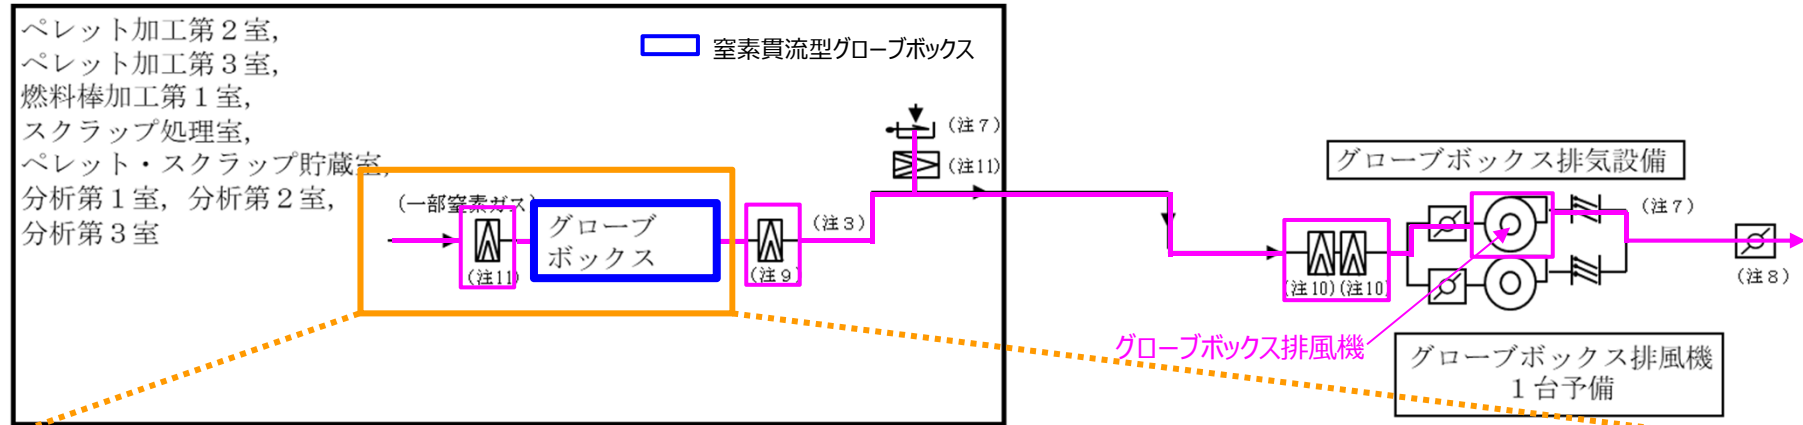 ペレット加工第２室,
ペレット加工第３室,
燃料棒加工第１室,
スクラップ処理室,
ペレット・スクラップ貯蔵室,
分析第１室, 分析第２室,
分析第３室
窒素貫流型グローブボックス
(一部窒素ガス)
(注11)
グローブ
ボックス
(注９)
(注３)
(注７)
(注11)
グローブボックス排気設備
(注10)(注10)
(注７)
(注８)
グローブボックス排風機
グローブボックス排風機
１台予備